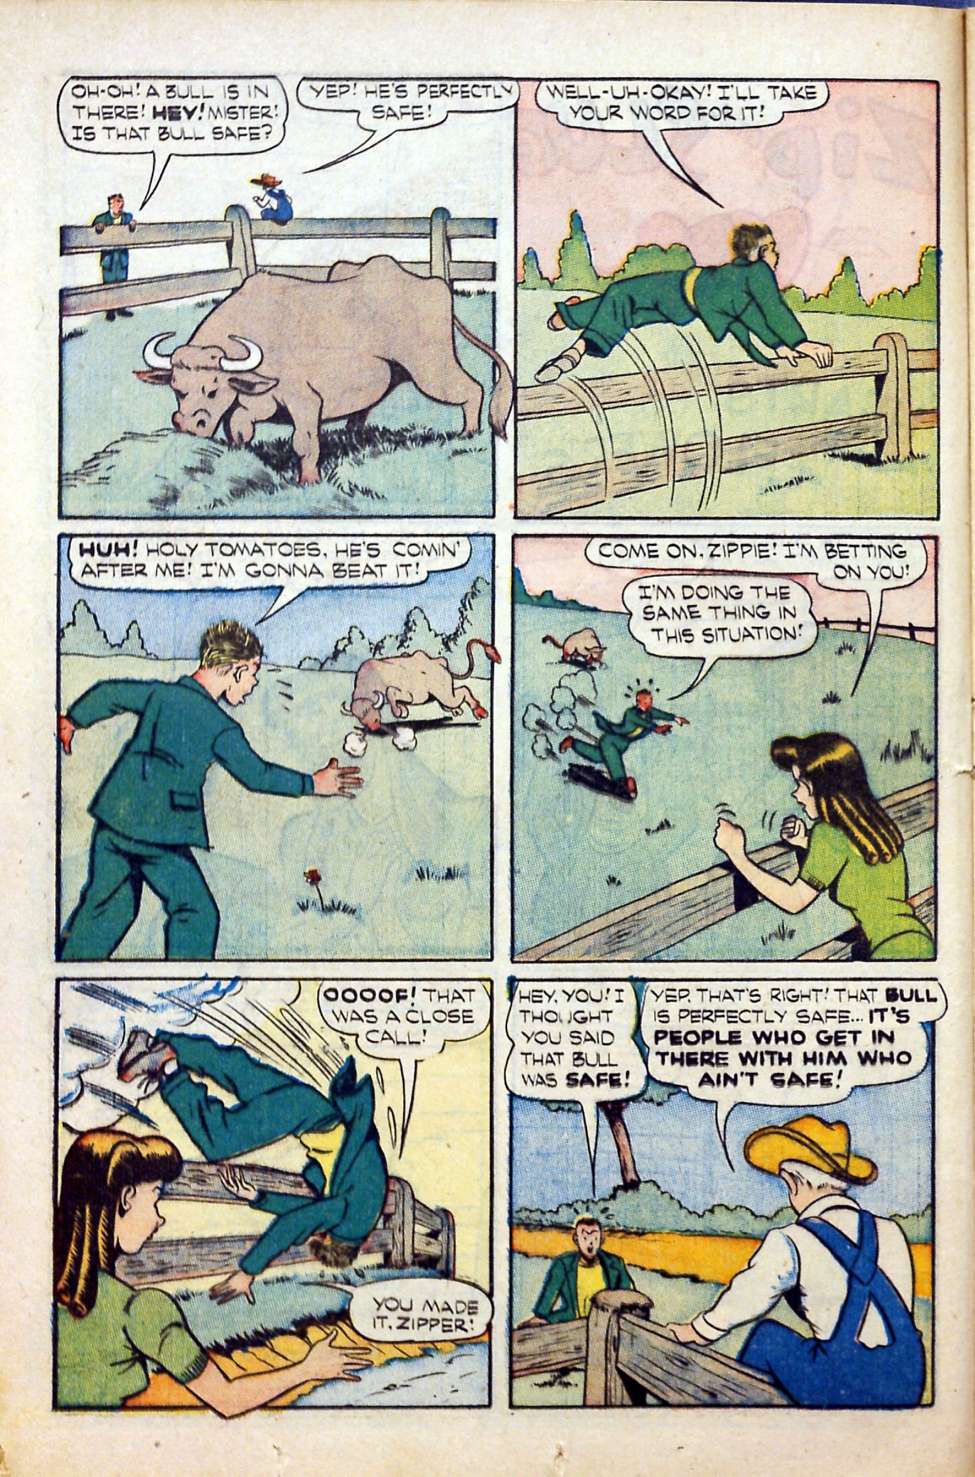 OH-OH! A BULL IS IN
THERE! HEY! MISTER!
IS THAT BULL SAFE?
YEP! HE'S PERFECTLY
SAFE!
WELL-UH-OKAY! I'LL TAKE
YOUR WORD FOR IT!
HUH! HOLY TOMATOES, HE'S COMIN'
AFTER ME! I'M GONNA BEAT IT!
COME ON, ZIPPIE! I'M BETTING
ON YOU!
I'M DOING THE
SAME THING IN
THIS SITUATION!
OOOOF! THAT
WAS A CLOSE
CALL!
YOU MADE
IT, ZIPPER!
HEY, YOU! I
THOUGHT
YOU SAID
THAT BULL
WAS SAFE!
YEP, THAT'S RIGHT! THAT BULL
IS PERFECTLY SAFE... IT'S
PEOPLE WHO GET IN
THERE WITH HIM WHO
AIN'T SAFE!